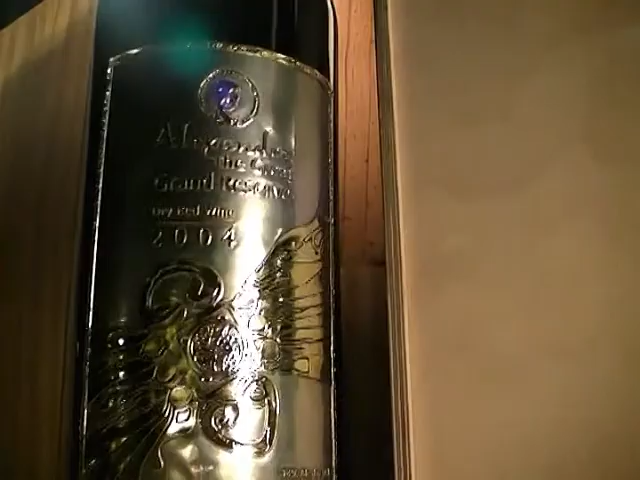 Alexander
the Great
Grand Reserve
Dry Red Wine
2004